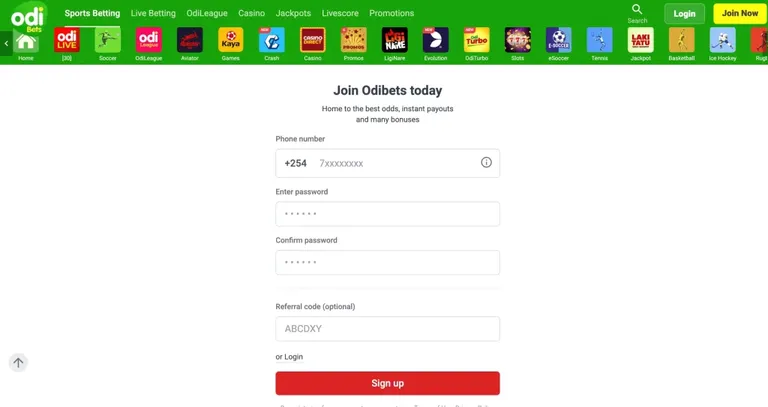 odi
Bets
Sports Betting
Live Betting
OdiLeague
Casino
Jackpots
Livescore
Promotions
Search
Login
Join Now
Home
odi
LIVE
(30)
Soccer
odi
League
OdiLeague
Aviator
Kaya
Games
Crash
CASINO
DIRECT
Casino
PROMOS
Promos
LIGI
NARE
LigiNare
Evolution
odi
Turbo
OdiTurbo
SLOTS
Slots
E-SOCCER
eSoccer
Tennis
LAKI
TATU
Jackpot
Basketball
Ice Hockey
Join Odibets today
Home to the best odds, instant payouts
and many bonuses
Phone number
+254 7xxxxxxxx
Enter password
Confirm password
Referral code (optional)
ABCDXY
or Login
Sign up